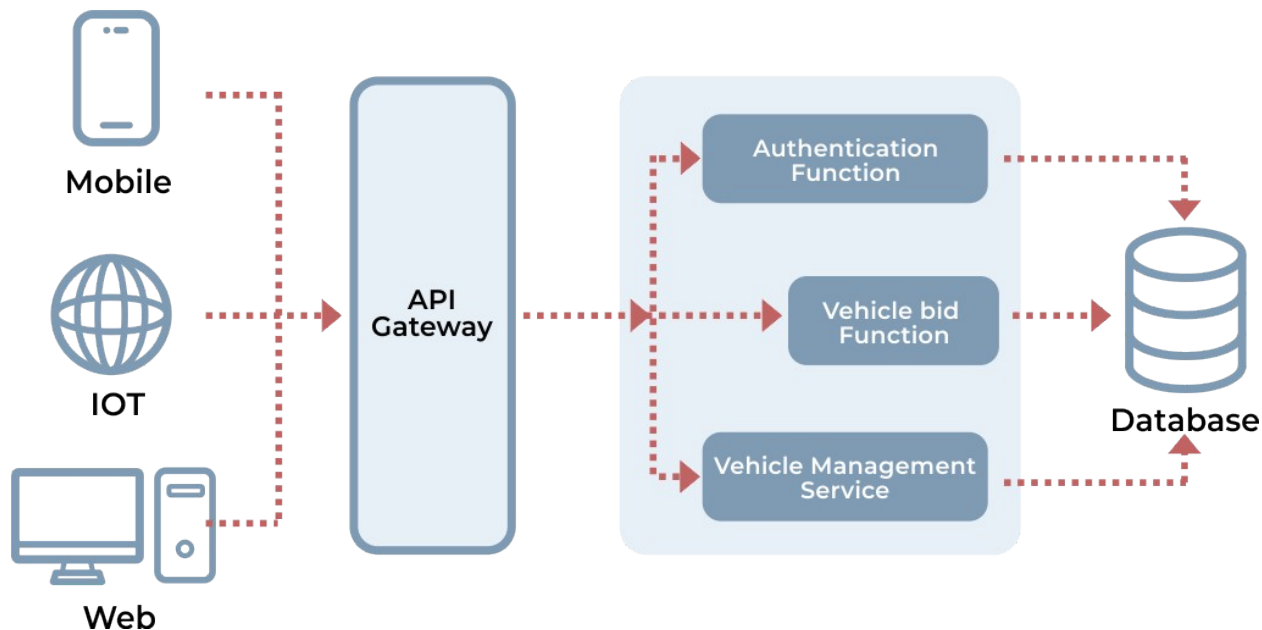 Mobile
IOT
Web
API
Gateway
Authentication
Function
Vehicle bid
Function
Vehicle Management
Service
Database